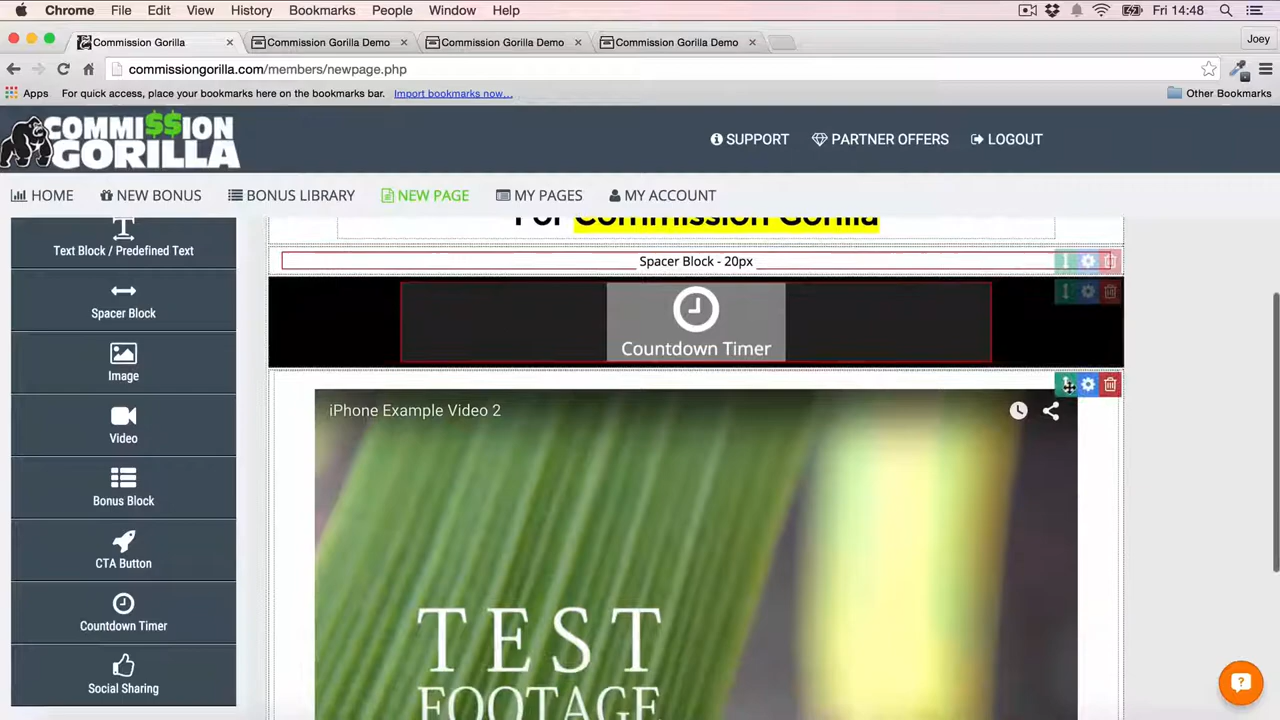 Chrome File Edit View History Bookmarks People Window Help Fri 14:48
Commission Gorilla Commission Gorilla Demo Commission Gorilla Demo Commission Gorilla Demo Joey
commissiongorilla.com/members/newpage.php
Apps For quick access, place your bookmarks here on the bookmarks bar. Import bookmarks now... Other Bookmarks
COMMI$$ION
GORILLA
SUPPORT PARTNER OFFERS LOGOUT
HOME NEW BONUS BONUS LIBRARY NEW PAGE MY PAGES MY ACCOUNT
For Commission Gorilla
Text Block / Predefined Text
Spacer Block - 20px
Spacer Block
Countdown Timer
Image
iPhone Example Video 2
Video
Bonus Block
CTA Button
Countdown Timer
TEST
FOOTAGE
Social Sharing